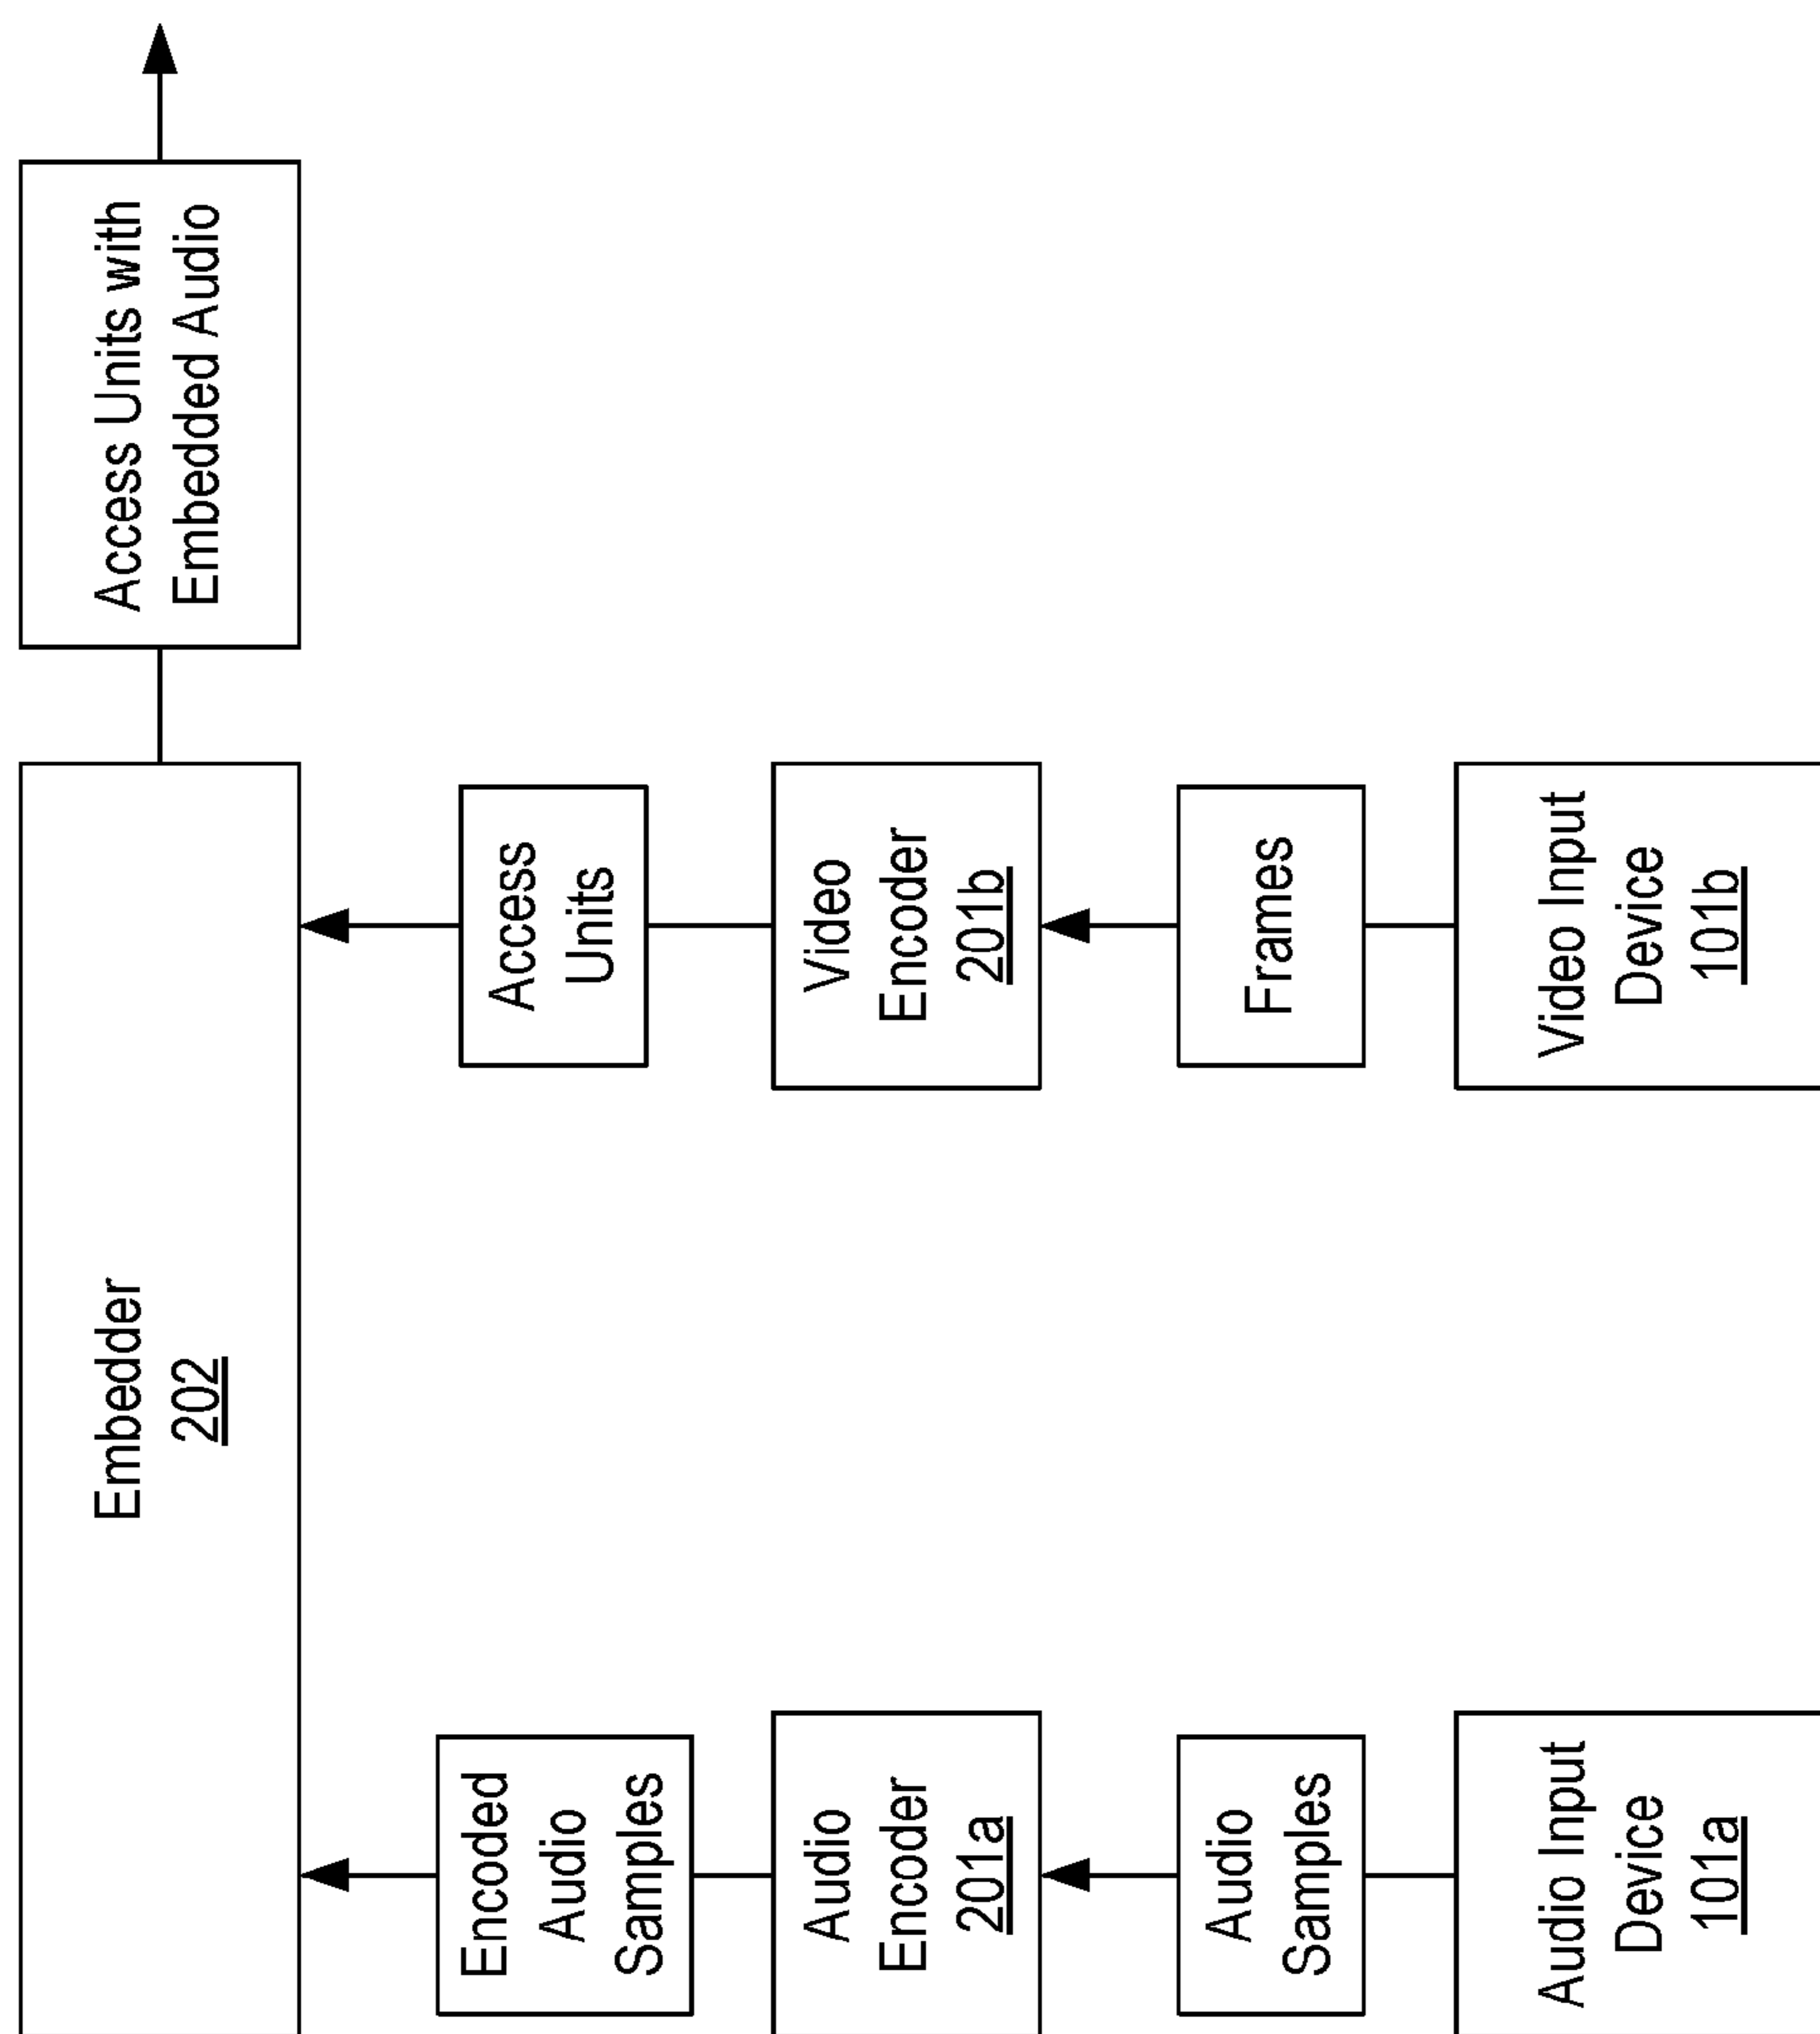 Audio Input
Device
101a
Audio
Samples
Audio
Encoder
201a
Encoded
Audio
Samples
Video Input
Device
101b
Frames
Video
Encoder
201b
Access
Units
Embedder
202
Access Units with
Embedded Audio